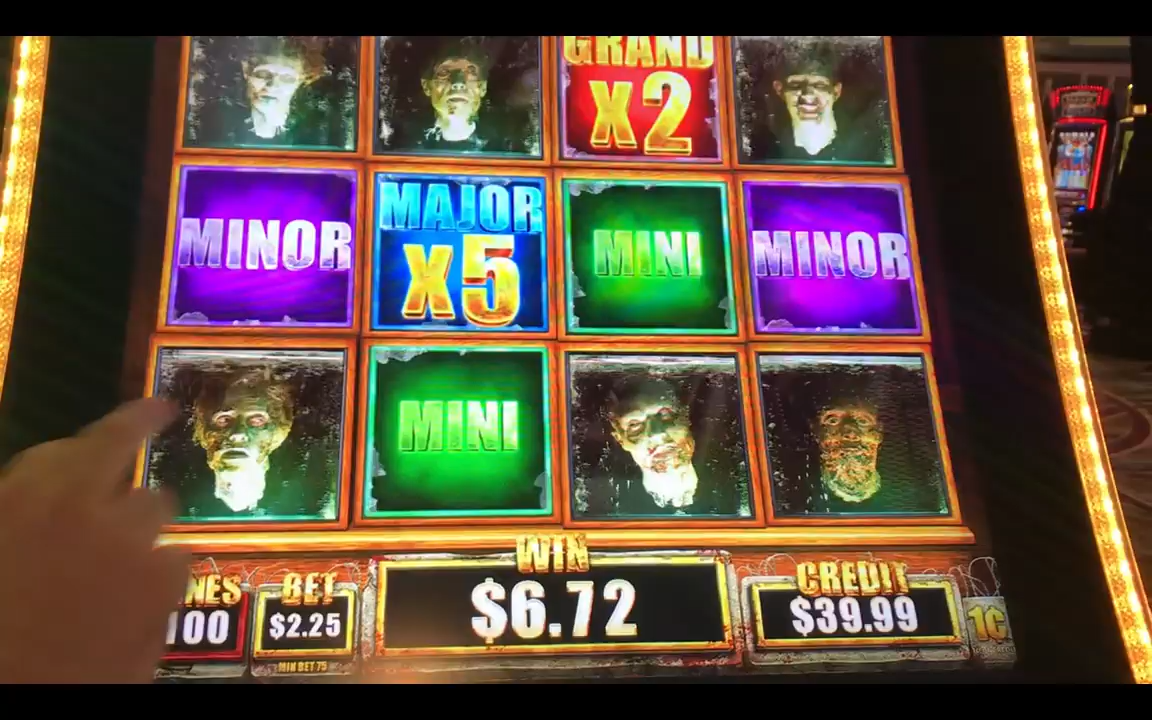 GRAND
X2
MINOR
MAJOR
X5
MINI
MINOR
MINI
WIN
NES
BET
CREDIT
100
$2.25
$6.72
$39.99
1¢
MIN BET 75